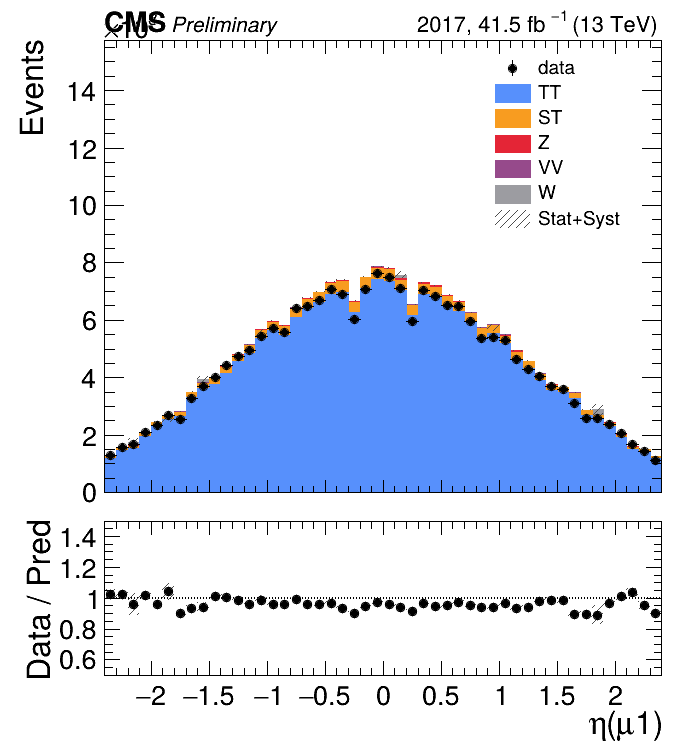 CMS Preliminary 2017, 41.5 fb⁻¹ (13 TeV)
Events
14
12
10
8
6
4
2
0
data
TT
ST
Z
VV
W
Stat+Syst
Data / Pred
1.4
1.2
1
0.8
0.6
−2 −1.5 −1 −0.5 0 0.5 1 1.5 2
η(μ1)